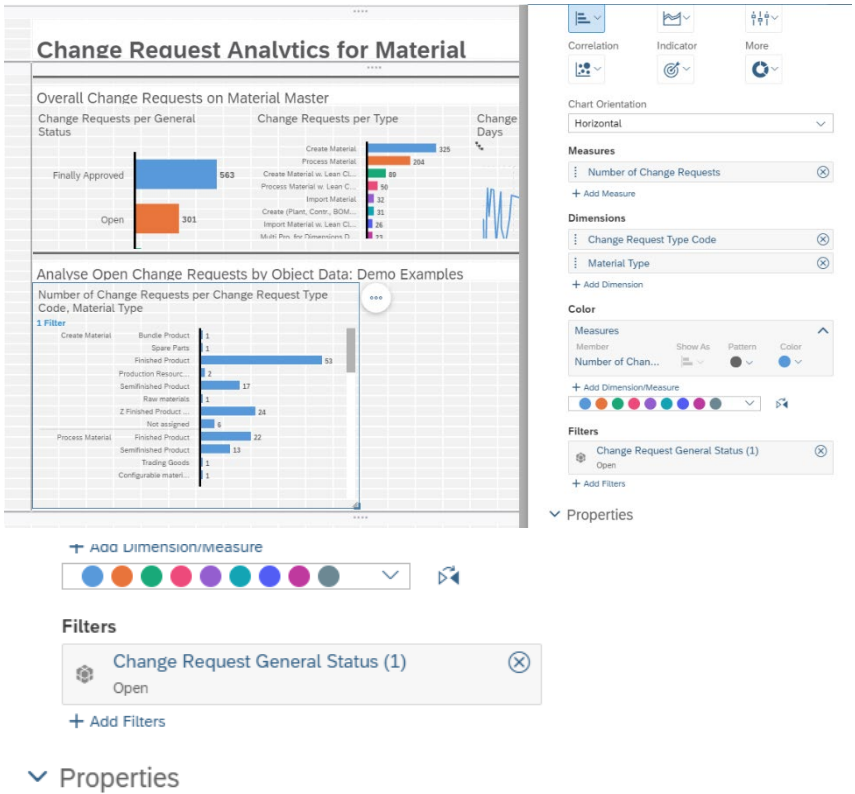 Change Request Analytics for Material
Overall Change Requests on Material Master
Change Requests per General
Status
Finally Approved
563
Open
301
Change Requests per Type
Create Material
325
Process Material
204
Create Material w. Lean Cl...
89
Process Material w. Lean C...
50
Import Material
32
Create (Plant, Contr., BOM...
31
Import Material w. Lean Cl...
26
Multi Pro. for Dimensions D...
23
Change
Days
Analyse Open Change Requests by Object Data: Demo Examples
Number of Change Requests per Change Request Type
Code, Material Type
1 Filter
Create Material
Bundle Product
1
Spare Parts
1
Finished Product
53
Production Resourc...
2
Semifinished Product
17
Raw materials
1
Z Finished Product ...
24
Not assigned
6
Process Material
Finished Product
22
Semifinished Product
13
Trading Goods
1
Configurable materi...
1
Correlation
Indicator
More
Chart Orientation
Horizontal
Measures
Number of Change Requests
+ Add Measure
Dimensions
Change Request Type Code
Material Type
+ Add Dimension
Color
Measures
Member
Show As
Pattern
Color
Number of Chan...
+ Add Dimension/Measure
Filters
Change Request General Status (1)
Open
+ Add Filters
Properties
+ Add Dimension/Measure
Filters
Change Request General Status (1)
Open
+ Add Filters
Properties